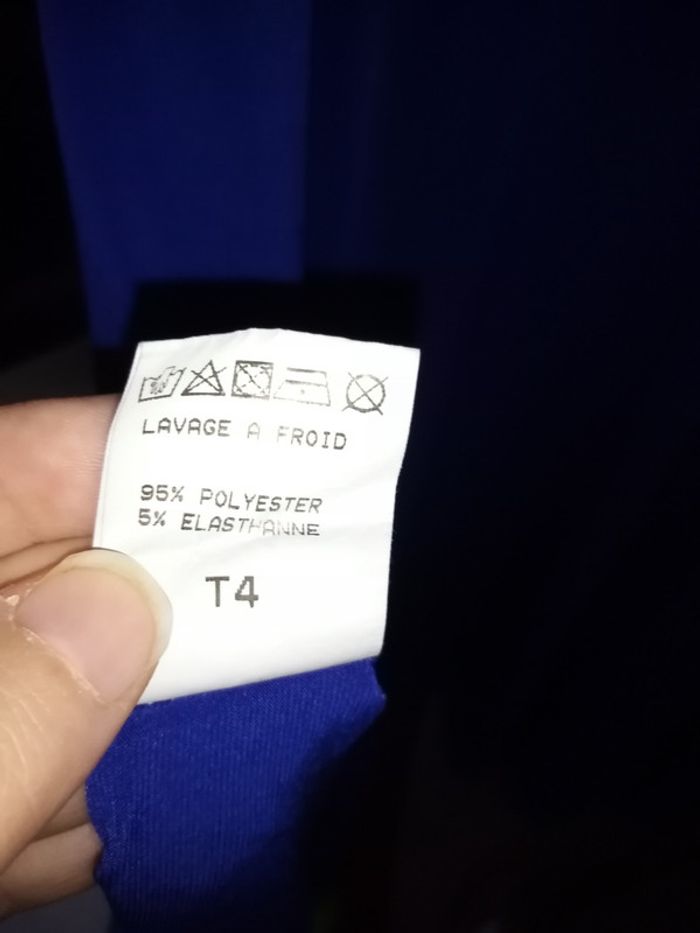 LAVAGE A FROID
95% POLYESTER
5% ELASTHANNE
T4